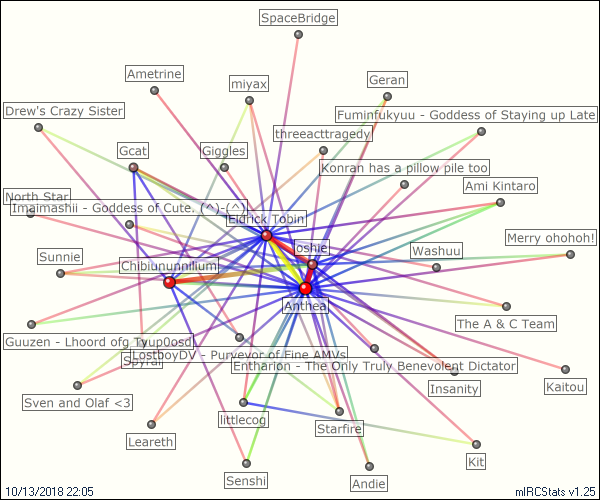 SpaceBridge
Ametrine
miyax
Geran
Drew's Crazy Sister
Fuminfukyuu - Goddess of Staying up Late
threeacttragedy
Gcat
Giggles
Konran has a pillow pile too
Ami Kintaro
North Star
Imaimashii - Goddess of Cute. (^)-(^)
Eldrick Tobin
Merry ohohoh!
Ioshie
Washuu
Sunnie
Chibiununnilium
Anthea
The A & C Team
Guuzen - Lhoord ofg Tyup0osd
LostboyDV - Purveyor of Fine AMVs
Spyral
Entharion - The Only Truly Benevolent Dictator
Insanity
Kaitou
Sven and Olaf <3
littlecog
Starfire
Leareth
Kit
Senshi
Andie
10/13/2018 22:05
mIRCStats v1.25